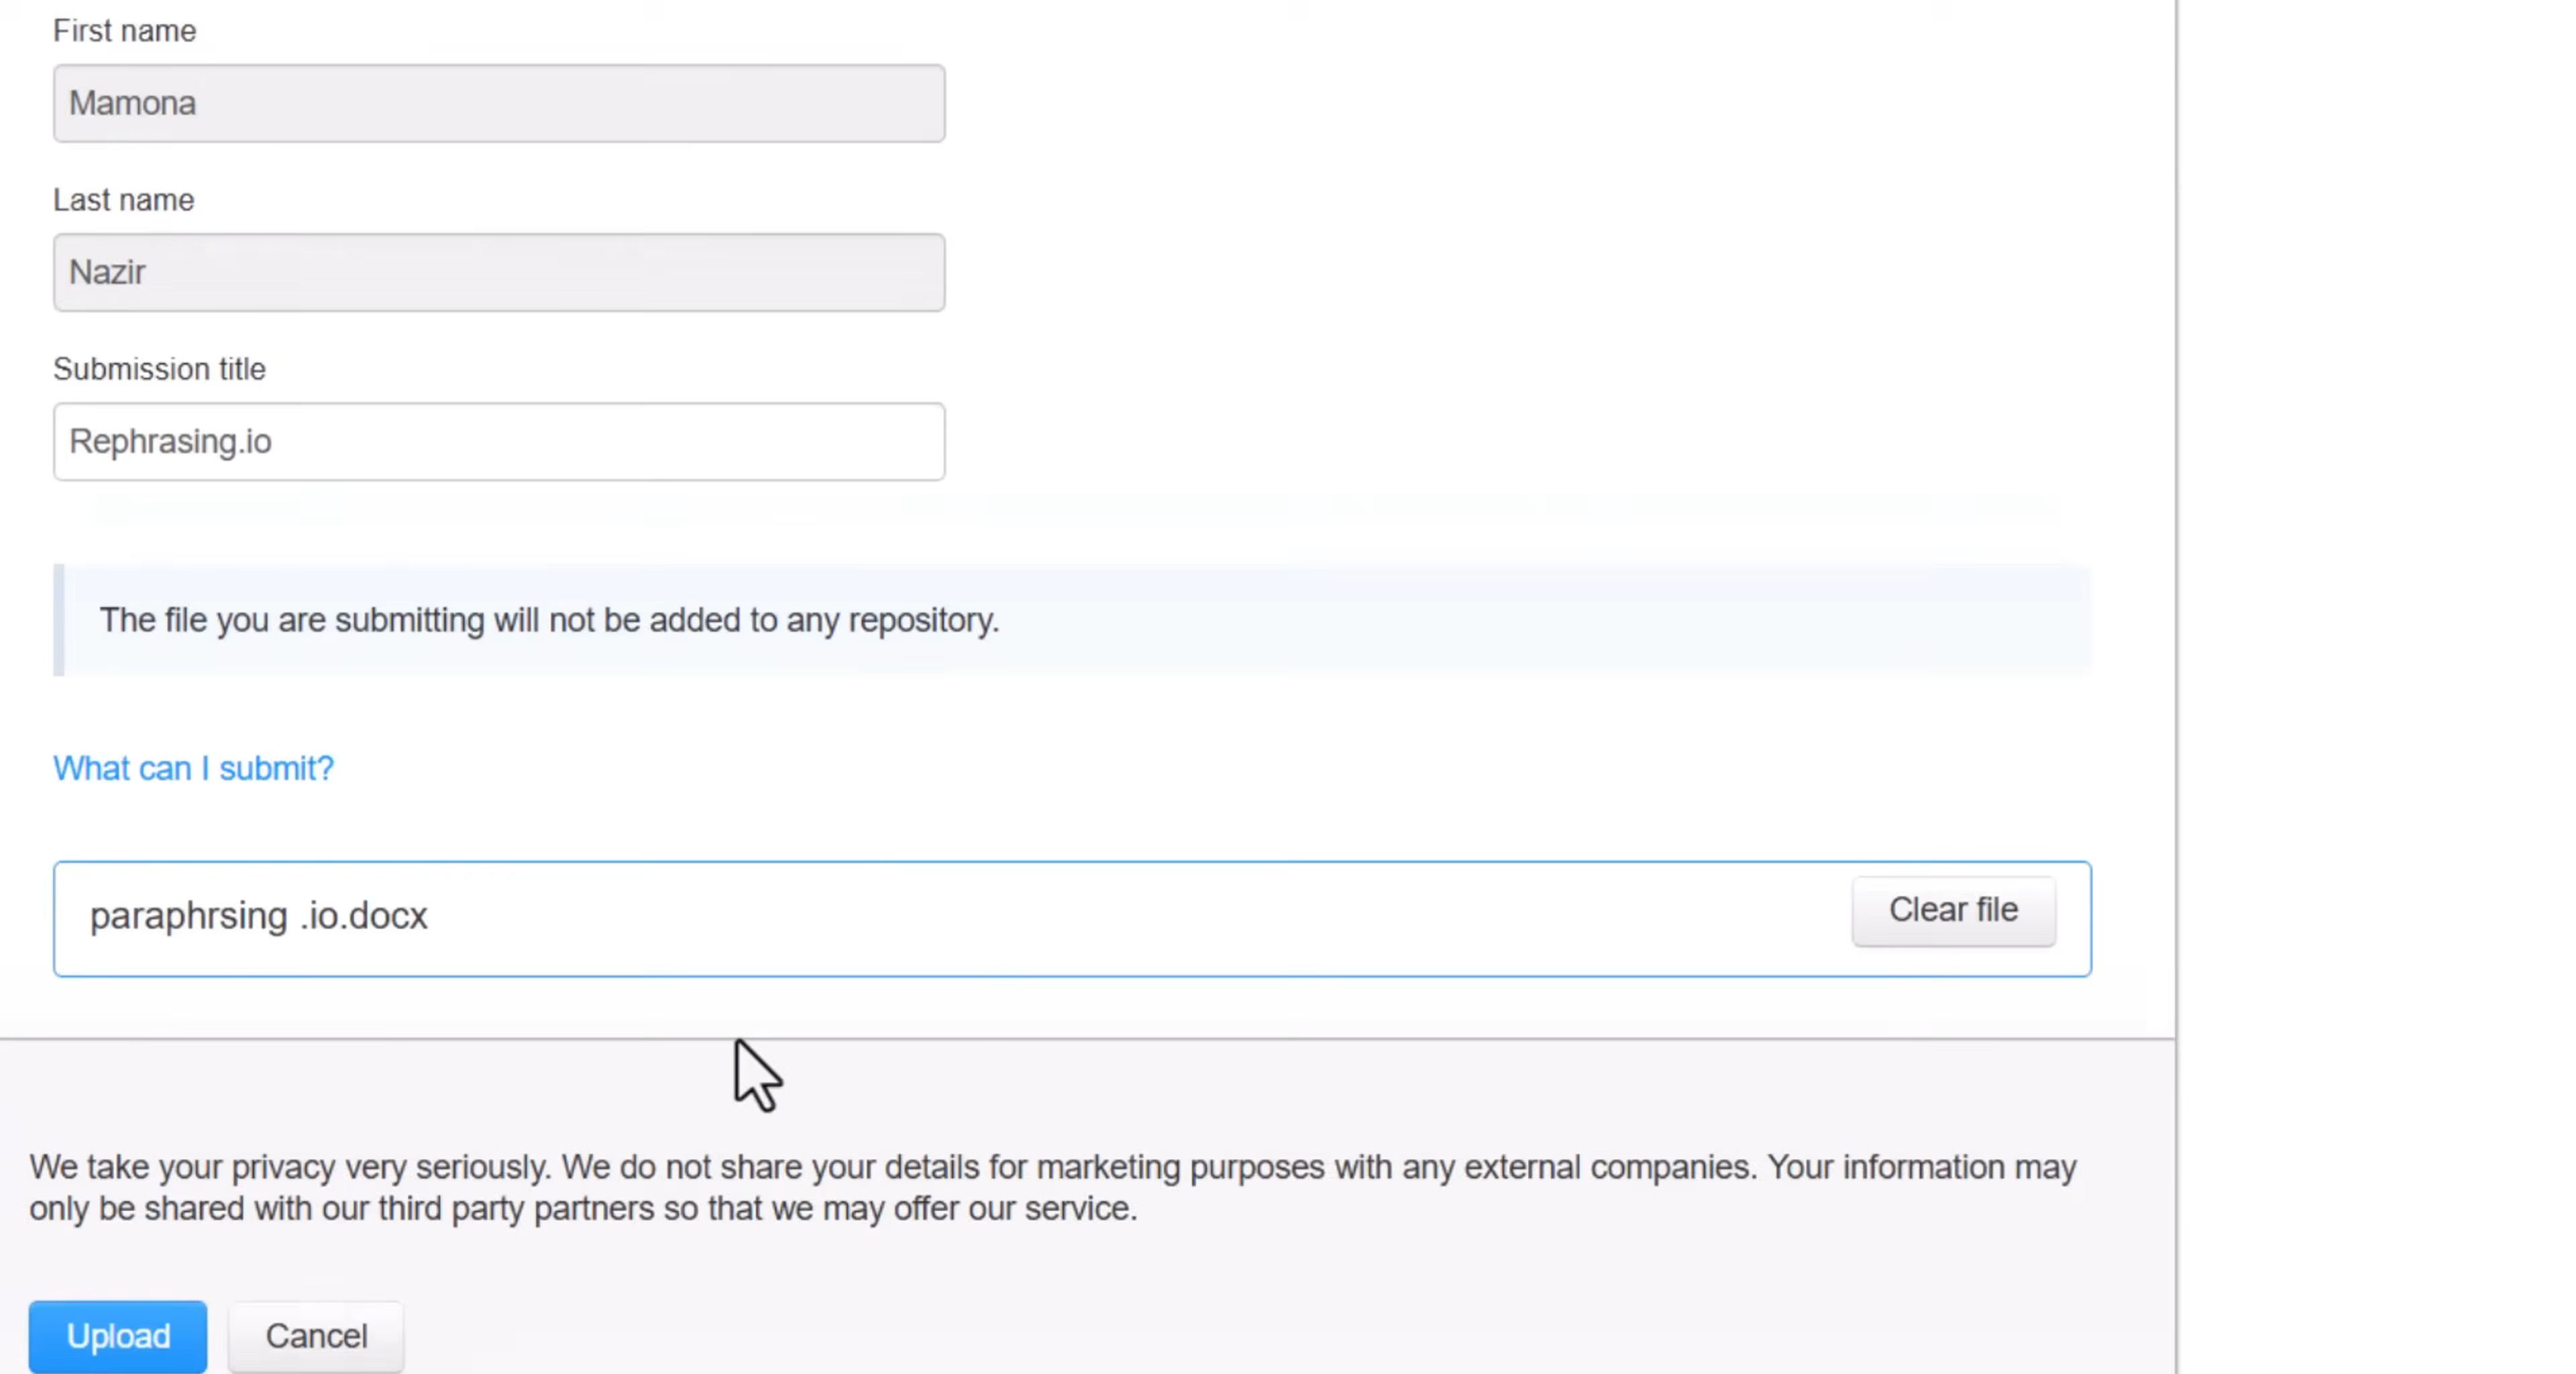 First name
Mamona
Last name
Nazir
Submission title
Rephrasing.io
The file you are submitting will not be added to any repository.
What can I submit?
paraphrsing .io.docx
Clear file
We take your privacy very seriously. We do not share your details for marketing purposes with any external companies. Your information may
only be shared with our third party partners so that we may offer our service.
Upload
Cancel